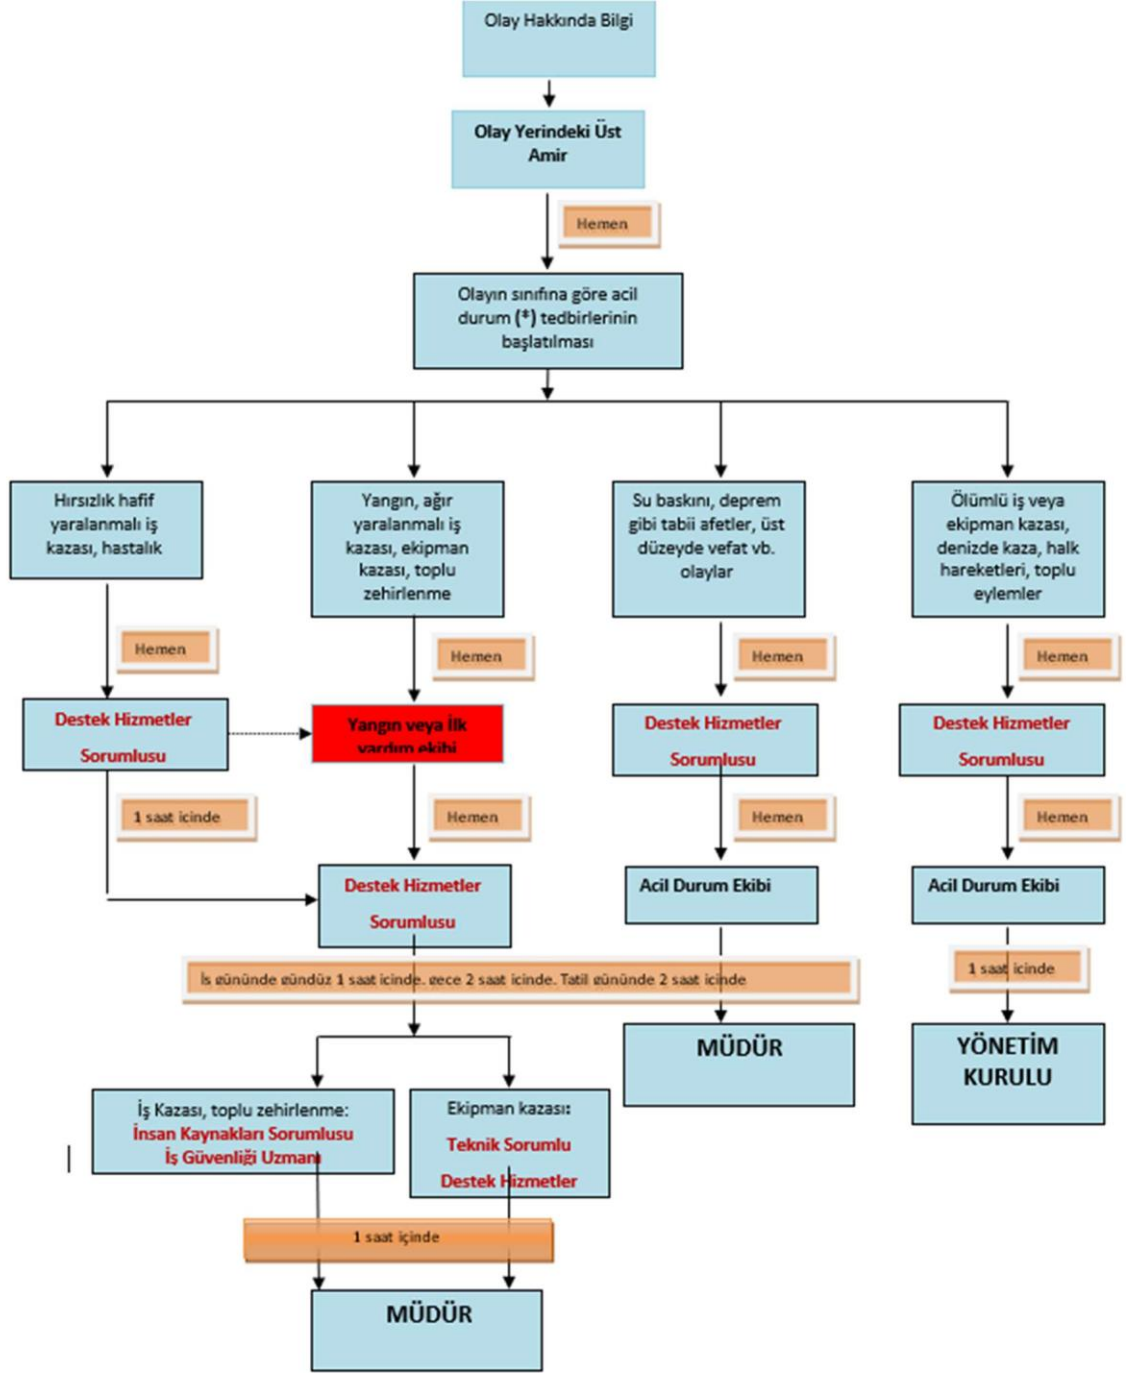 Olay Hakkında Bilgi
Olay Yerindeki Üst
Amir
Hemen
Olayın sınıfına göre acil
durum (*) tedbirlerinin
başlatılması
Hırsızlık hafif
yaralanmalı iş
kazası, hastalık
Yangın, ağır
yaralanmalı iş
kazası, ekipman
kazası, toplu
zehirlenme
Su baskını, deprem
gibi tabii afetler, üst
düzeyde vefat vb.
olaylar
Ölümlü iş veya
ekipman kazası,
denizde kaza, halk
hareketleri, toplu
eylemler
Hemen
Hemen
Hemen
Hemen
Destek Hizmetler
Sorumlusu
Yangın veya İlk
yardım ekibi
Destek Hizmetler
Sorumlusu
Destek Hizmetler
Sorumlusu
1 saat içinde
Hemen
Hemen
Hemen
Destek Hizmetler
Sorumlusu
Acil Durum Ekibi
Acil Durum Ekibi
İş gününde gündüz 1 saat içinde, gece 2 saat içinde. Tatil gününde 2 saat içinde
1 saat içinde
MÜDÜR
YÖNETİM
KURULU
İş Kazası, toplu zehirlenme:
İnsan Kaynakları Sorumlusu
İş Güvenliği Uzmanı
Ekipman kazası:
Teknik Sorumlu
Destek Hizmetler
1 saat içinde
MÜDÜR